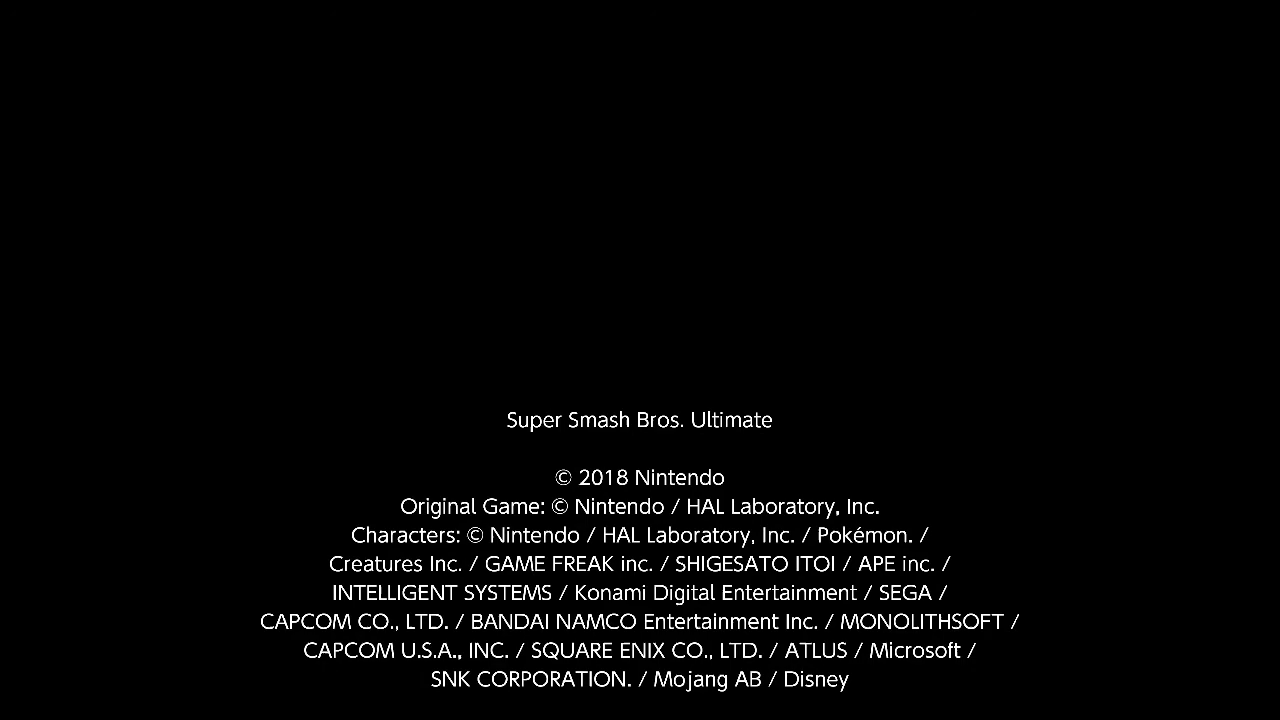 Super Smash Bros. Ultimate
© 2018 Nintendo
Original Game: © Nintendo / HAL Laboratory, Inc.
Characters: © Nintendo / HAL Laboratory, Inc. / Pokémon. /
Creatures Inc. / GAME FREAK inc. / SHIGESATO ITOI / APE inc. /
INTELLIGENT SYSTEMS / Konami Digital Entertainment / SEGA /
CAPCOM CO., LTD. / BANDAI NAMCO Entertainment Inc. / MONOLITHSOFT /
CAPCOM U.S.A., INC. / SQUARE ENIX CO., LTD. / ATLUS / Microsoft /
SNK CORPORATION. / Mojang AB / Disney